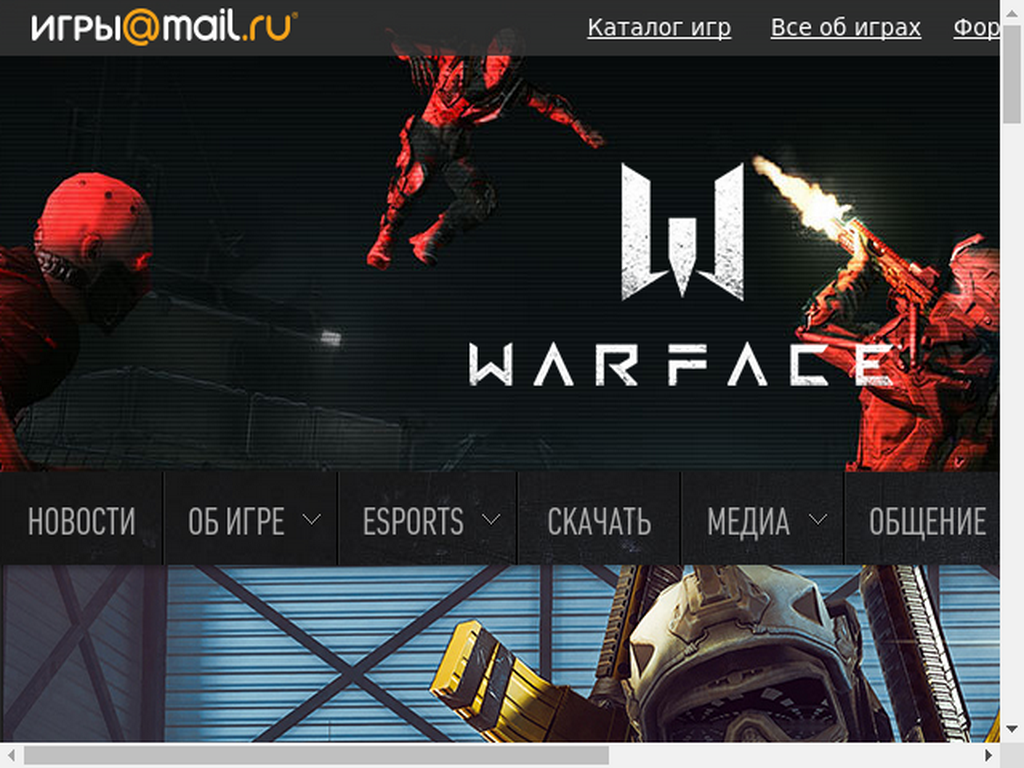 игры@mail.ru
Каталог игр Все об играх Фор
WARFACE
НОВОСТИ ОБ ИГРЕ ESPORTS СКАЧАТЬ МЕДИА ОБЩЕНИЕ